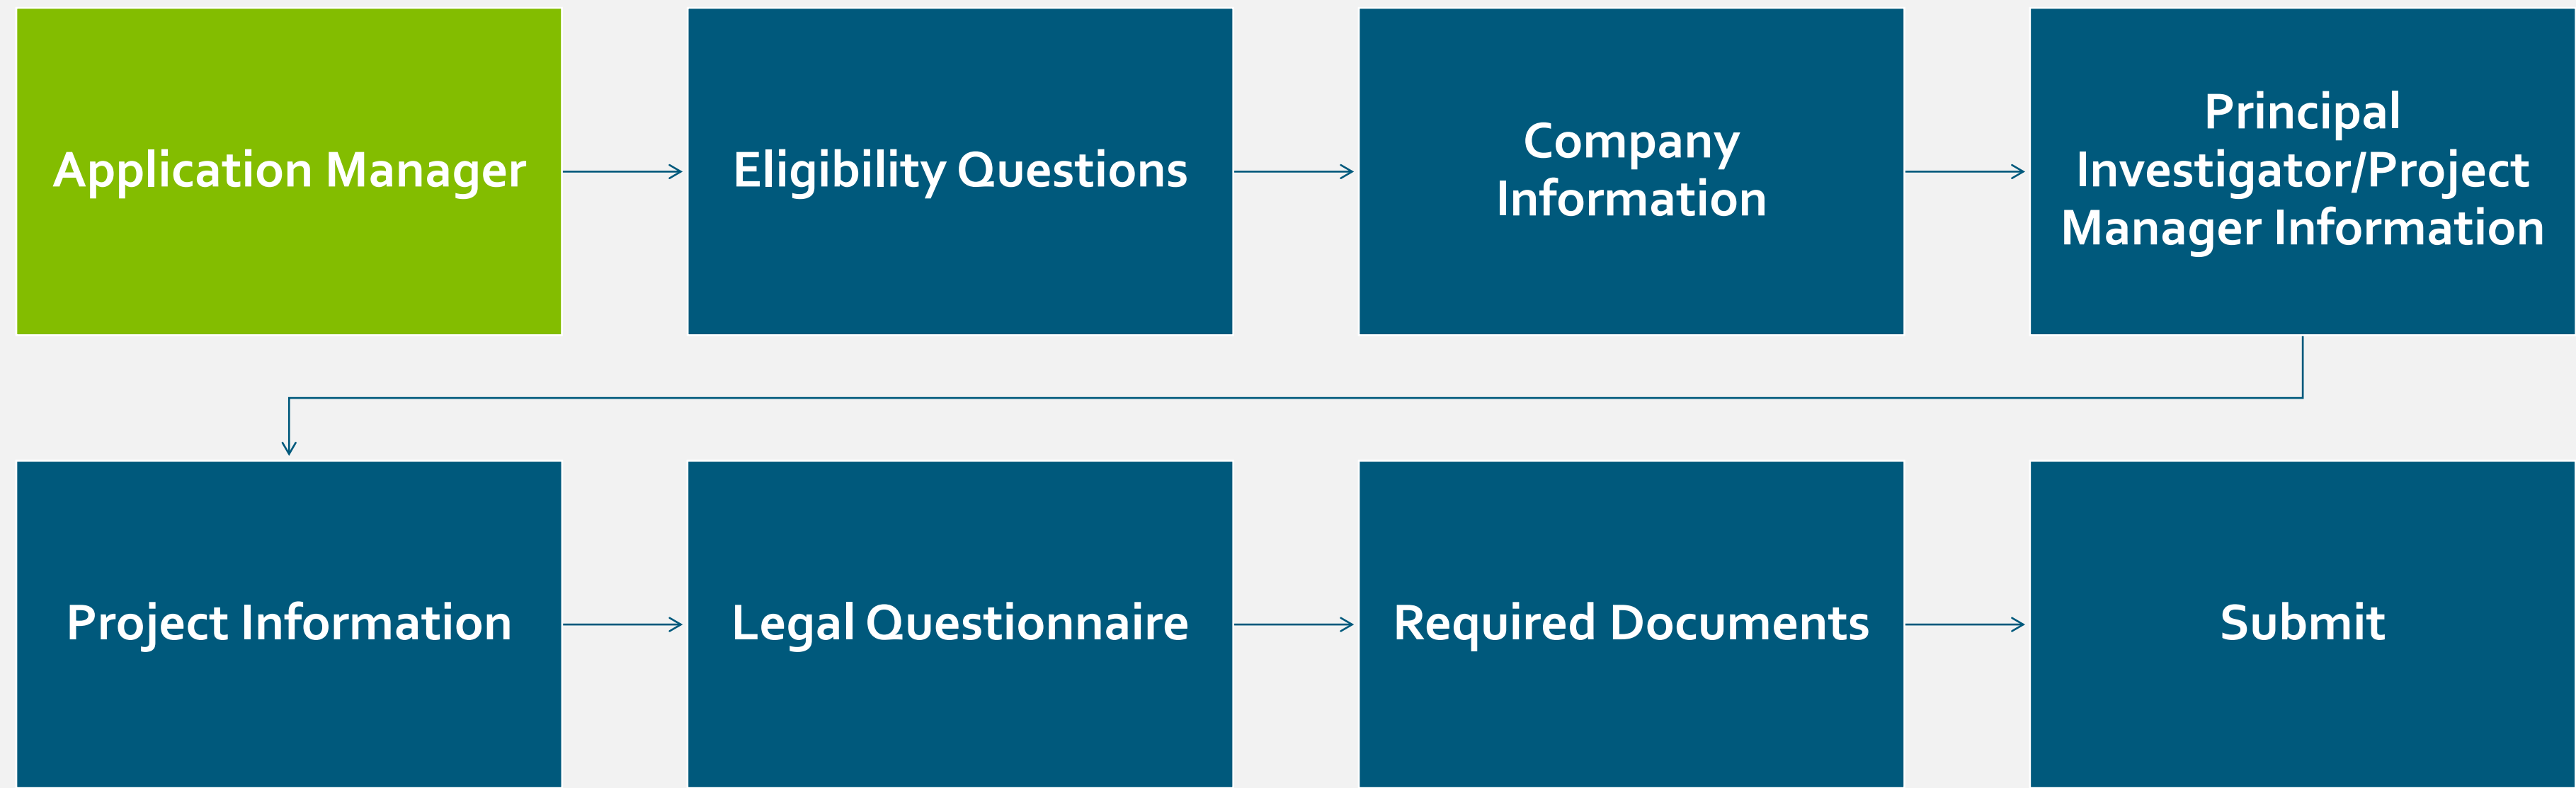 Application Manager
Eligibility Questions
Company
Information
Principal
Investigator/Project
Manager Information
Project Information
Legal Questionnaire
Required Documents
Submit